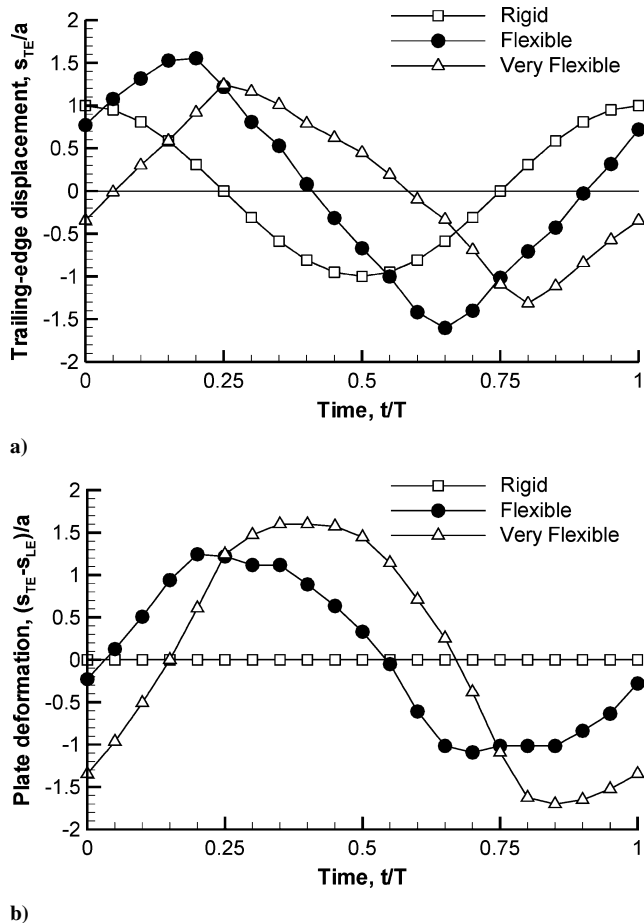 2
1.5
1
0.5
0
-0.5
-1
-1.5
-2
Trailing-edge displacement, s_TE/a
Rigid
Flexible
Very Flexible
0 0.25 0.5 0.75 1
Time, t/T
a)
2
1.5
1
0.5
0
-0.5
-1
-1.5
-2
Plate deformation, (s_TE-s_LE)/a
Rigid
Flexible
Very Flexible
0 0.25 0.5 0.75 1
Time, t/T
b)